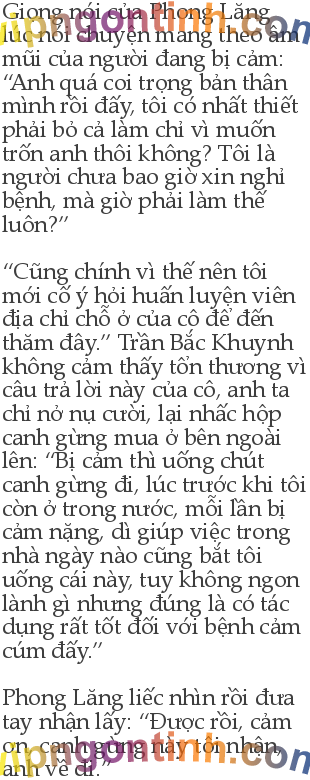 Giọng nói của Phong Lăng
lúc nói chuyện mang theo âm
mũi của người đang bị cảm:
“Anh quá coi trọng bản thân
mình rồi đấy, tôi có nhất thiết
phải bỏ cả làm chỉ vì muốn
trốn anh thôi không? Tôi là
người chưa bao giờ xin nghỉ
bệnh, mà giờ phải làm thế
luôn?”
“Cũng chính vì thế nên tôi
mới cố ý hỏi huấn luyện viên
địa chỉ chỗ ở của cô để đến
thăm đây.” Trần Bắc Khuynh
không cảm thấy tổn thương vì
câu trả lời này của cô, anh ta
chỉ nở nụ cười, lại nhấc hộp
canh gừng mua ở bên ngoài
lên: “Bị cảm thì uống chút
canh gừng đi, lúc trước khi tôi
còn ở trong nước, mỗi lần bị
cảm nặng, dì giúp việc trong
nhà ngày nào cũng bắt tôi
uống cái này, tuy không ngon
lành gì nhưng đúng là có tác
dụng rất tốt đối với bệnh cảm
cúm đấy.”
Phong Lăng liếc nhìn rồi đưa
tay nhận lấy: “Được rồi, cảm
ơn, canh gừng này tôi nhận,
anh về đi.”
vipngontinh.com
vipngontinh.com